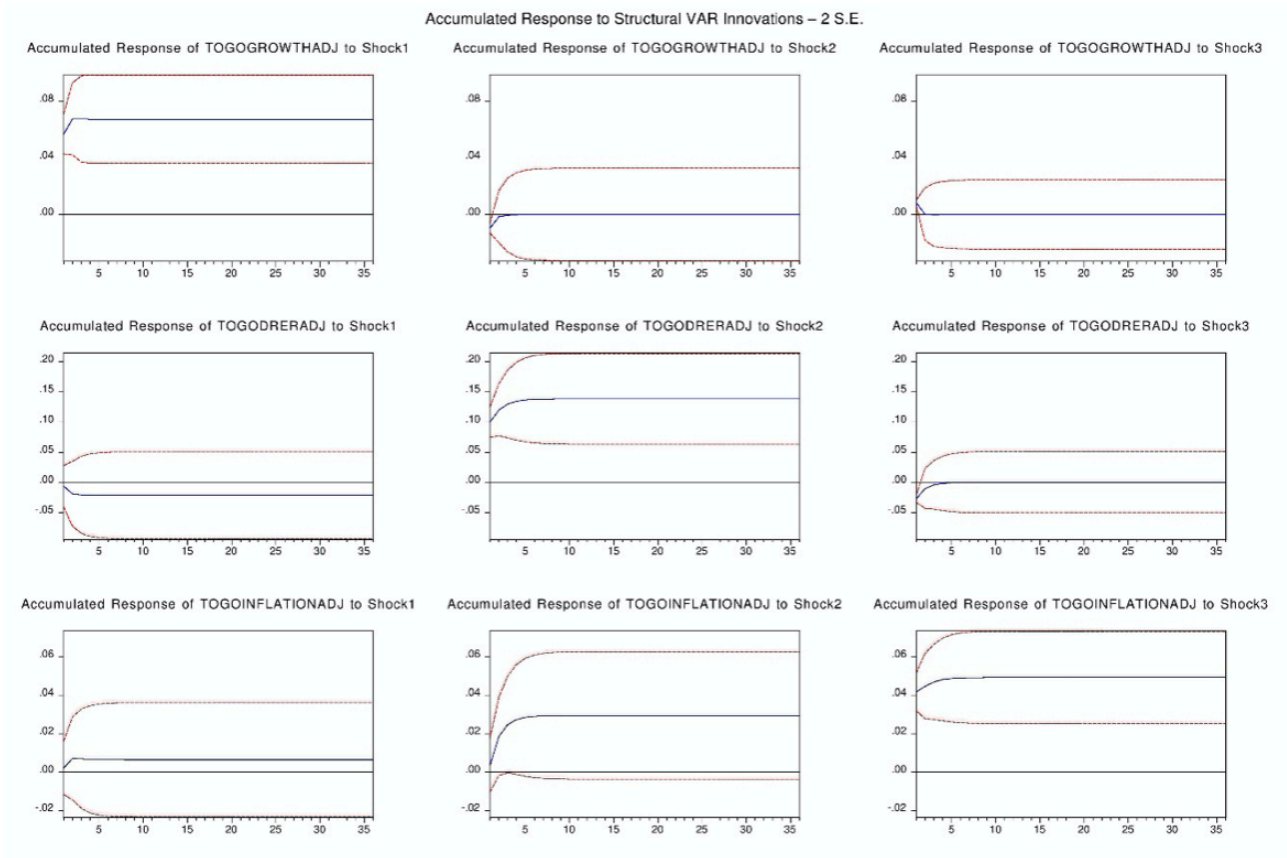 Accumulated Response to Structural VAR Innovations – 2 S.E.
Accumulated Response of TOGOGROWTHADJ to Shock1
Accumulated Response of TOGOGROWTHADJ to Shock2
Accumulated Response of TOGOGROWTHADJ to Shock3
.08
.04
.00
5 10 15 20 25 30 35
.08
.04
.00
5 10 15 20 25 30 35
.08
.04
.00
5 10 15 20 25 30 35
Accumulated Response of TOGODRERADJ to Shock1
Accumulated Response of TOGODRERADJ to Shock2
Accumulated Response of TOGODRERADJ to Shock3
.20
.15
.10
.05
.00
-.05
5 10 15 20 25 30 35
.20
.15
.10
.05
.00
-.05
5 10 15 20 25 30 35
.20
.15
.10
.05
.00
-.05
5 10 15 20 25 30 35
Accumulated Response of TOGOINFLATIONADJ to Shock1
Accumulated Response of TOGOINFLATIONADJ to Shock2
Accumulated Response of TOGOINFLATIONADJ to Shock3
.06
.04
.02
.00
-.02
5 10 15 20 25 30 35
.06
.04
.02
.00
-.02
5 10 15 20 25 30 35
.06
.04
.02
.00
-.02
5 10 15 20 25 30 35